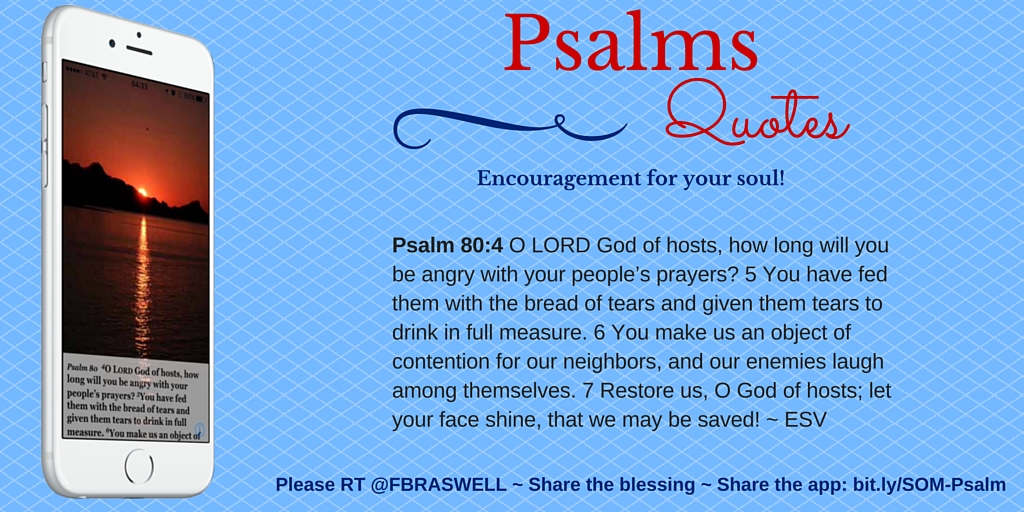 Psalms
Quotes
Encouragement for your soul!
Psalm 80:4 O LORD God of hosts, how long will you
be angry with your people’s prayers? 5 You have fed
them with the bread of tears and given them tears to
drink in full measure. 6 You make us an object of
contention for our neighbors, and our enemies laugh
among themselves. 7 Restore us, O God of hosts; let
your face shine, that we may be saved! ~ ESV
Please RT @FBRASWELL ~ Share the blessing ~ Share the app: bit.ly/SOM-Psalm
AT&T
04:33
Psalm 80 ⁴O LORD God of hosts, how
long will you be angry with your
people's prayers? ⁵You have fed
them with the bread of tears and
given them tears to drink in full
measure. ⁶You make us an object of